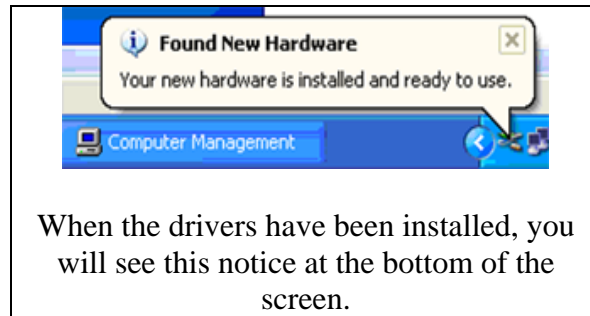 Found New Hardware
Your new hardware is installed and ready to use.
Computer Management
When the drivers have been installed, you
will see this notice at the bottom of the
screen.